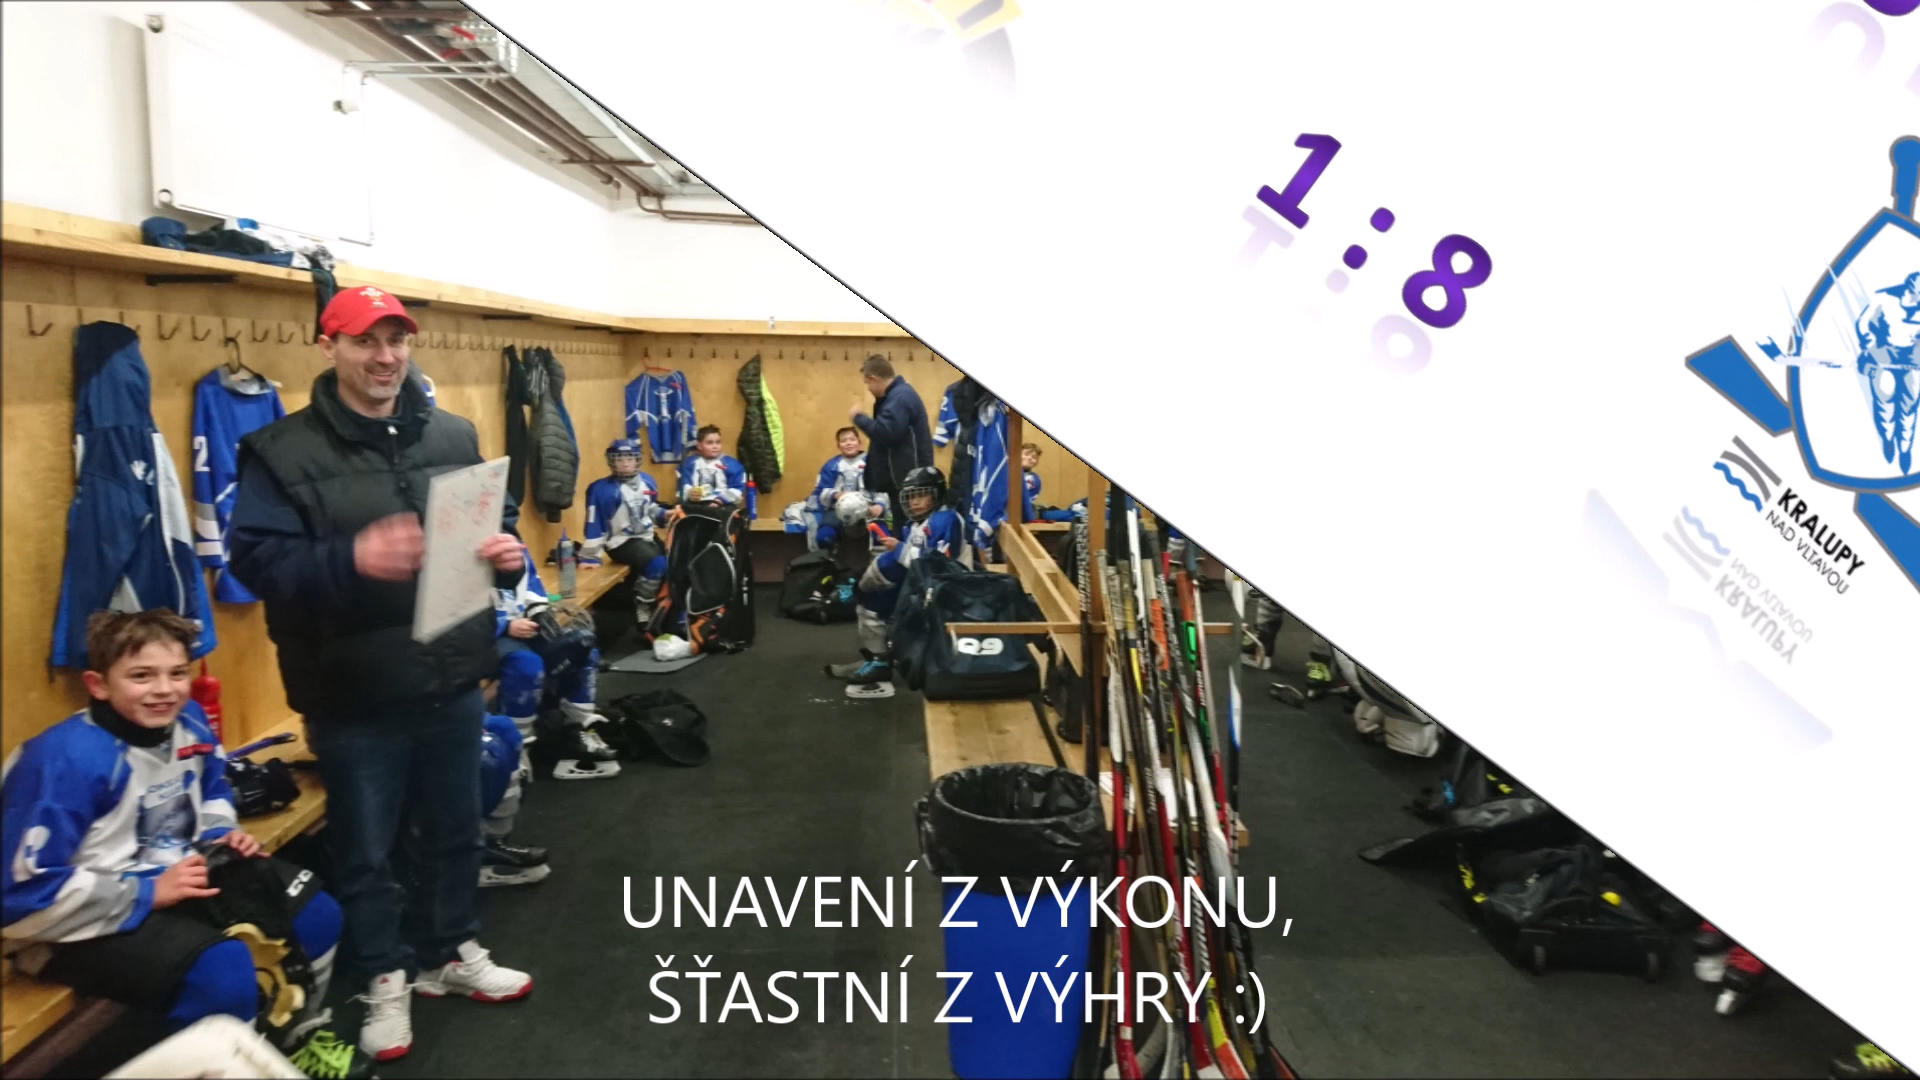 1:8
KRALUPY
NAD VLTAVOU
UNAVENÍ Z VÝKONU,
ŠŤASTNÍ Z VÝHRY :)